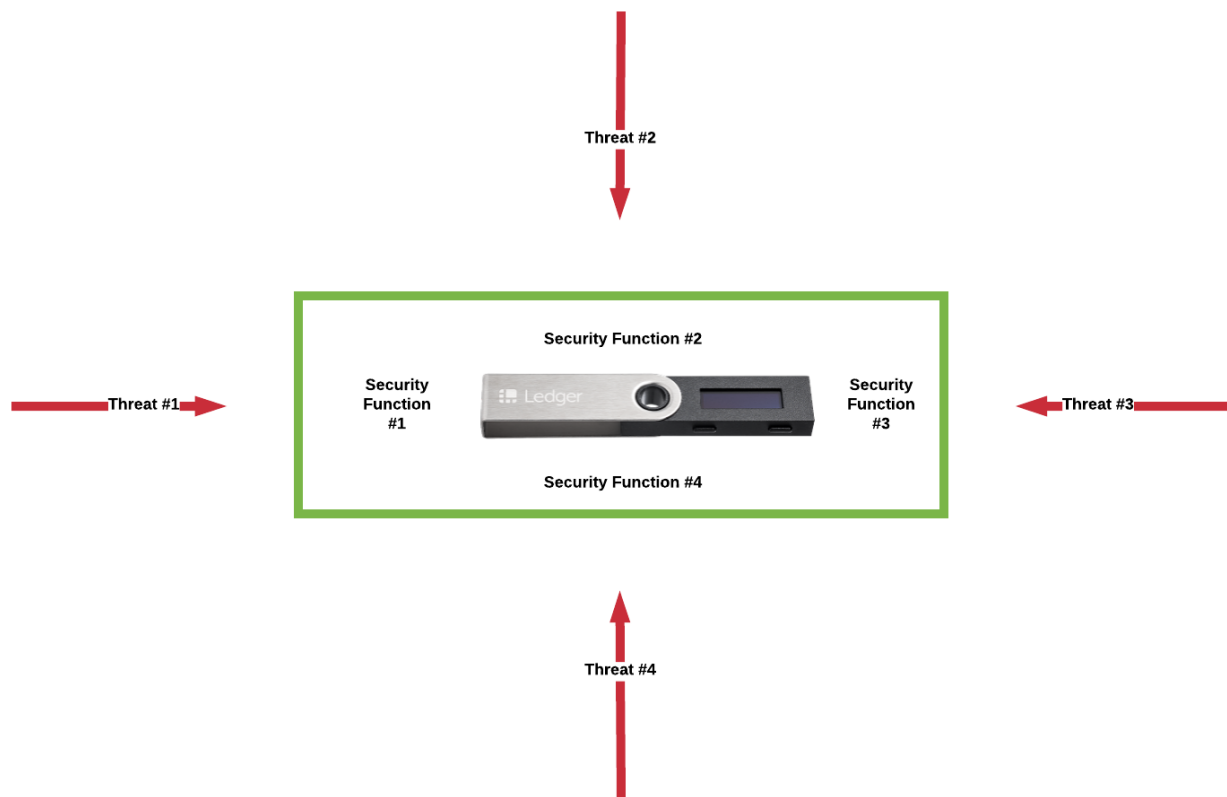 Threat #2
Security Function #2
Threat #1
Security
Function
#1
Ledger
Security
Function
#3
Threat #3
Security Function #4
Threat #4